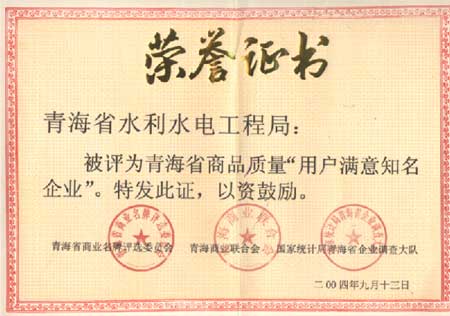 荣誉证书
青海省水利水电工程局:
被评为青海省商品质量“用户满意知名
企业”。特发此证，以资鼓励。
青海省商业名牌评选委员会 青海商业联合会 国家统计局青海省企业调查大队
二00四年九月十三日